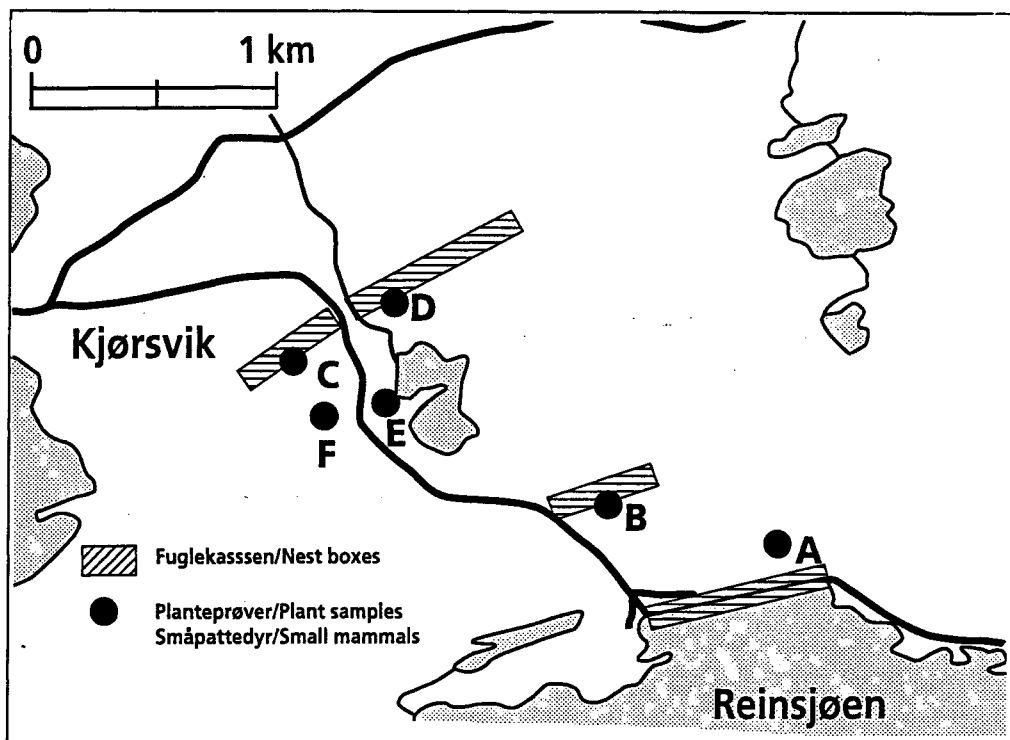 0 1 km
D
Kjørsvik
C
E
F
B
A
Fuglekasssen/Nest boxes
Planteprøver/Plant samples
Småpattedyr/Small mammals
Reinsjøen